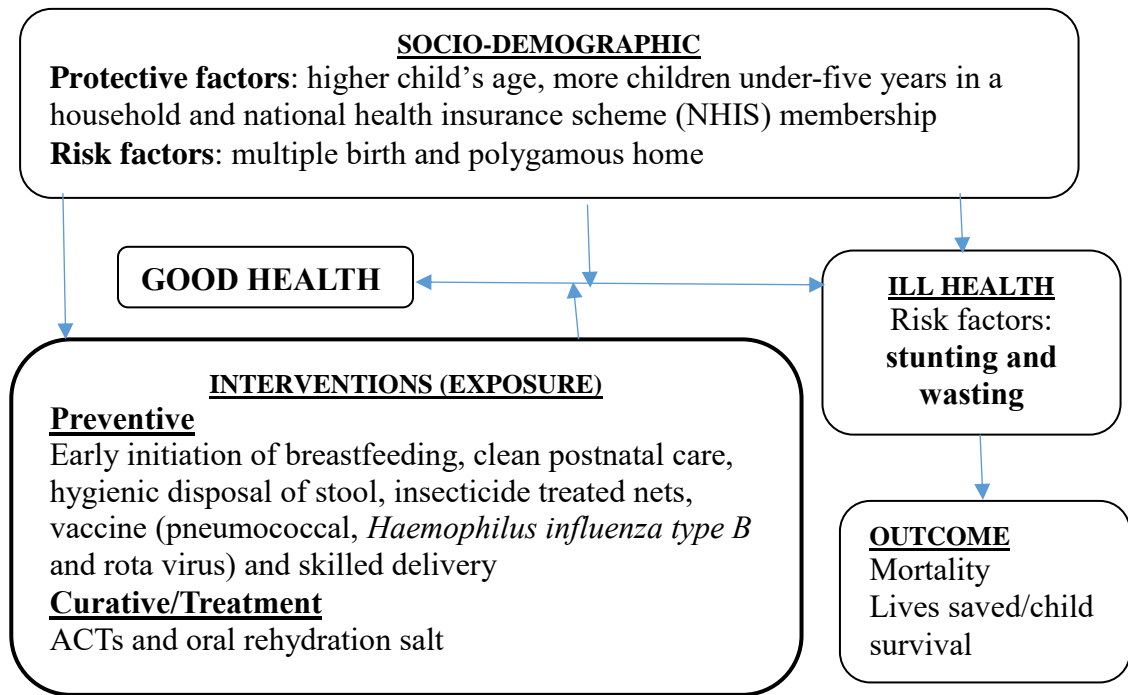 SOCIO-DEMOGRAPHIC
Protective factors: higher child’s age, more children under-five years in a
household and national health insurance scheme (NHIS) membership
Risk factors: multiple birth and polygamous home
GOOD HEALTH
ILL HEALTH
Risk factors:
stunting and
wasting
INTERVENTIONS (EXPOSURE)
Preventive
Early initiation of breastfeeding, clean postnatal care,
hygienic disposal of stool, insecticide treated nets,
vaccine (pneumococcal, Haemophilus influenza type B
and rota virus) and skilled delivery
Curative/Treatment
ACTs and oral rehydration salt
OUTCOME
Mortality
Lives saved/child
survival